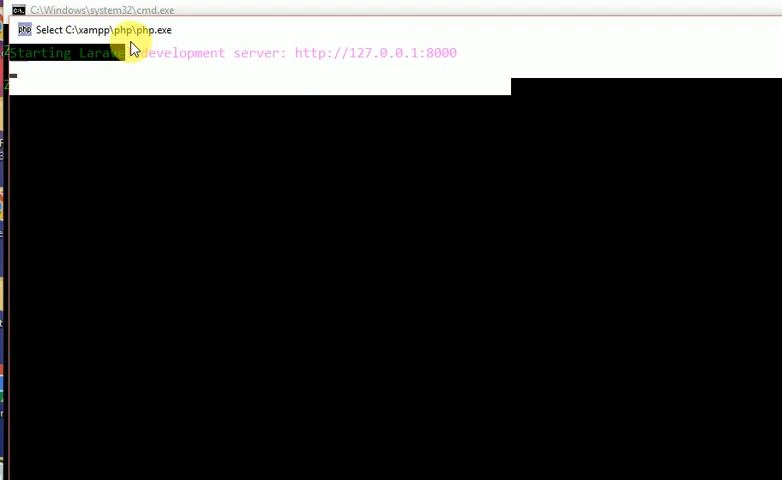 C:\Windows\system32\cmd.exe
php Select C:\xampp\php\php.exe
Starting Laravel development server: http://127.0.0.1:8000